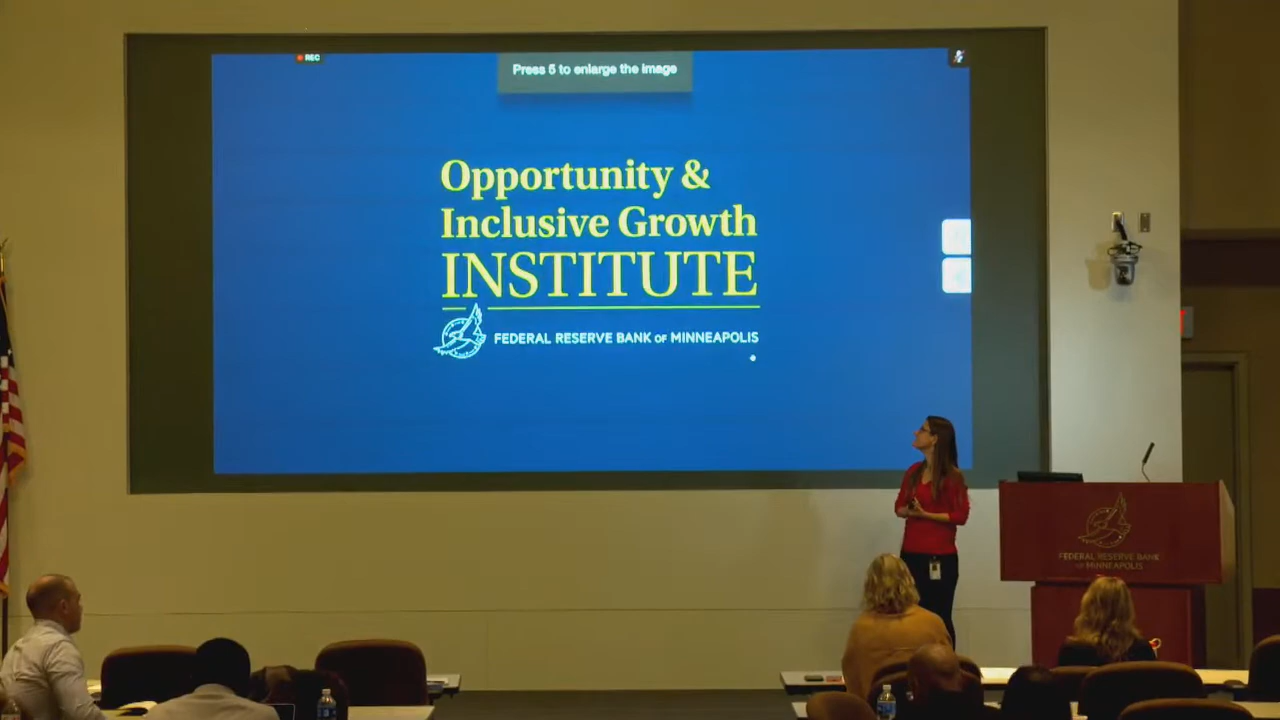 REC
Press 5 to enlarge the image
Opportunity &
Inclusive Growth
INSTITUTE
FEDERAL RESERVE BANK OF MINNEAPOLIS
FEDERAL RESERVE BANK
OF MINNEAPOLIS